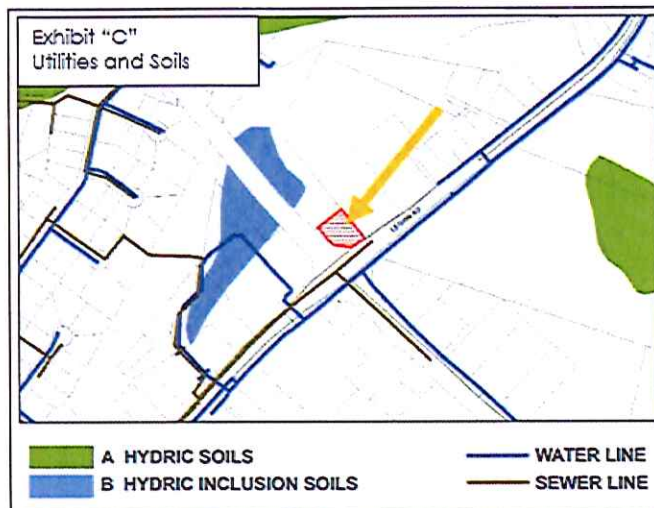 Exhibit "C"
Utilities and Soils
A HYDRIC SOILS
B HYDRIC INCLUSION SOILS
WATER LINE
SEWER LINE